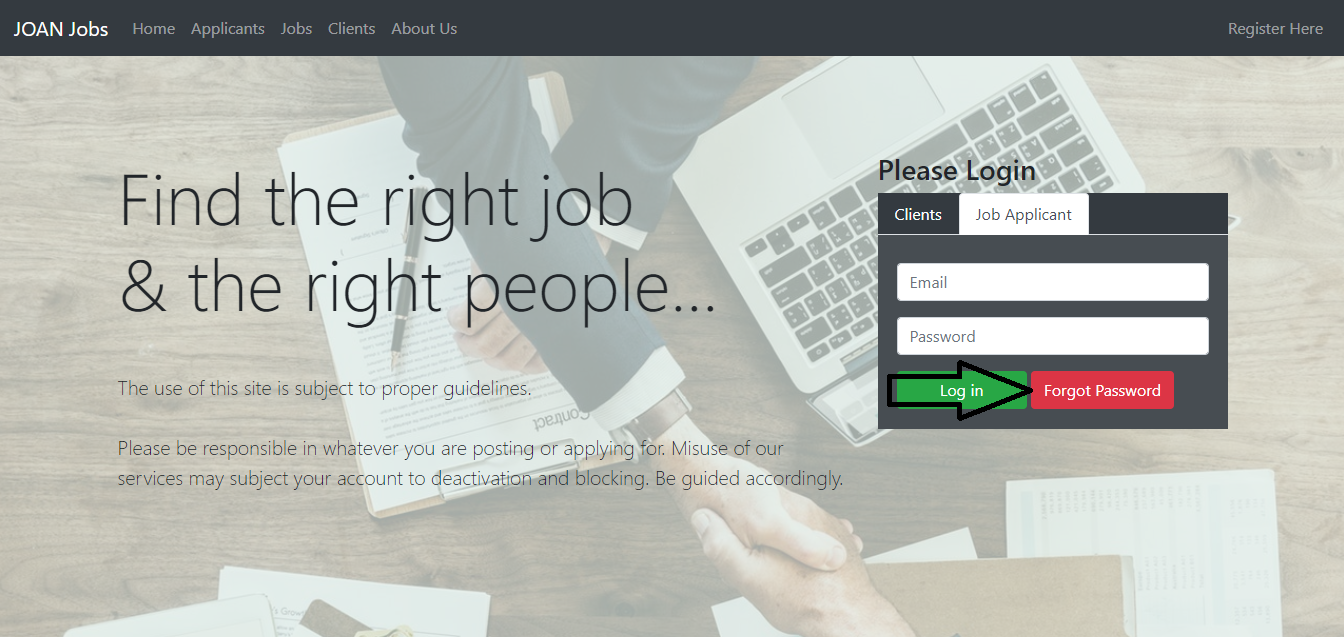 JOAN Jobs Home Applicants Jobs Clients About Us Register Here
Find the right job
& the right people...
The use of this site is subject to proper guidelines.
Please be responsible in whatever you are posting or applying for. Misuse of our
services may subject your account to deactivation and blocking. Be guided accordingly.
Please Login
Clients Job Applicant
Email
Password
Log in Forgot Password
Contract